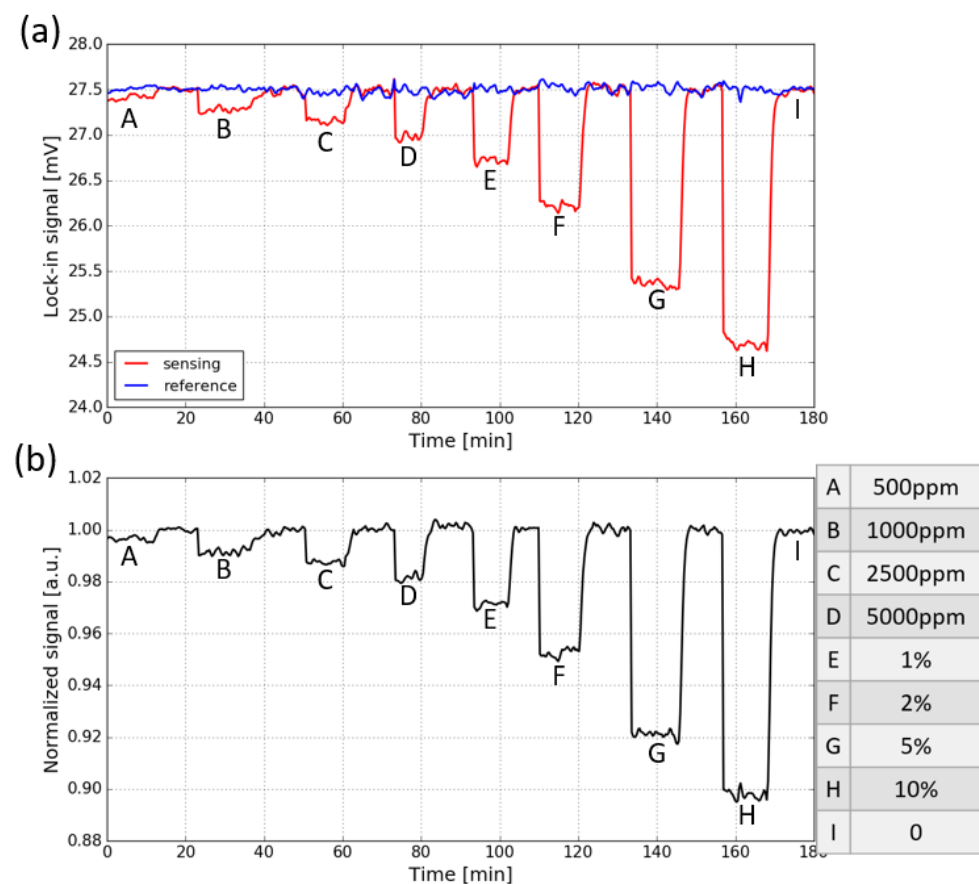 (a)
28.0
27.5
27.0
26.5
26.0
25.5
25.0
24.5
24.0
Lock-in signal [mV]
A
B
C
D
E
F
G
H
I
sensing
reference
0 20 40 60 80 100 120 140 160 180
Time [min]
(b)
1.02
1.00
0.98
0.96
0.94
0.92
0.90
0.88
Normalized signal [a.u.]
A
B
C
D
E
F
G
H
I
0 20 40 60 80 100 120 140 160 180
Time [min]
A 500ppm
B 1000ppm
C 2500ppm
D 5000ppm
E 1%
F 2%
G 5%
H 10%
I 0